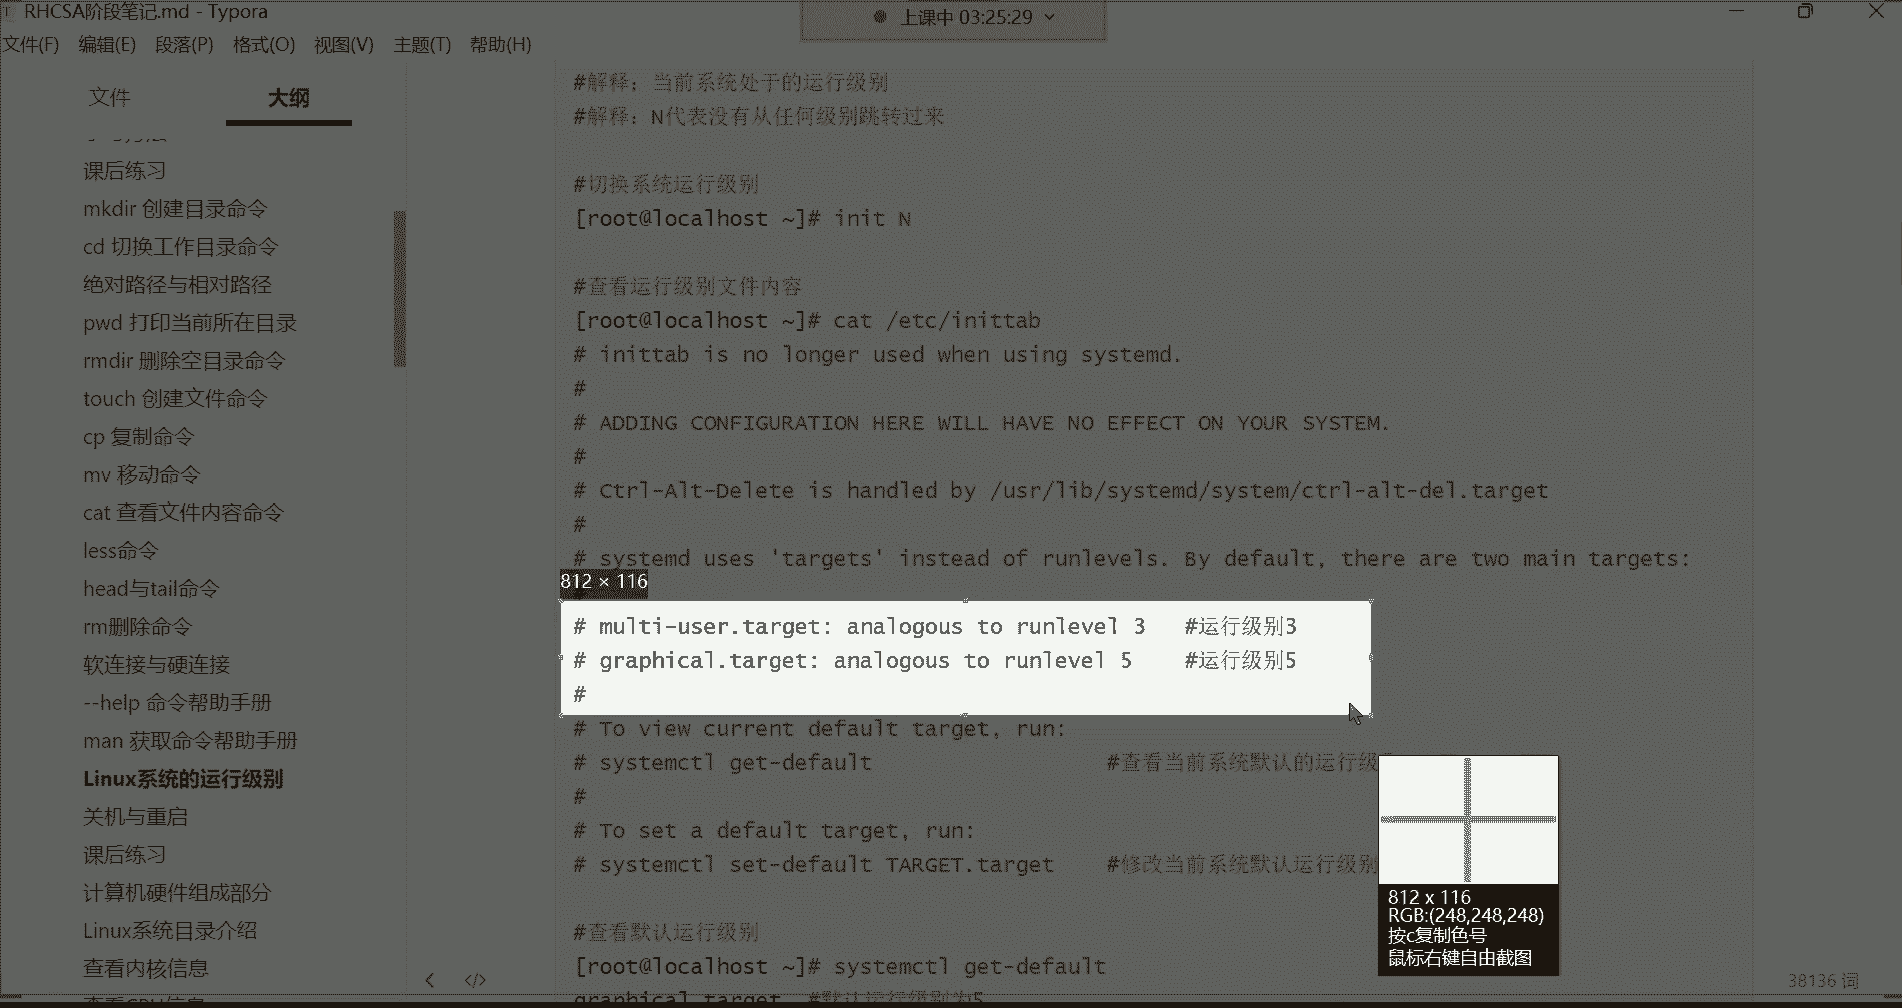 RHCSA阶段笔记.md - Typora
上课中 03:25:29
文件(F) 编辑(E) 段落(P) 格式(O) 视图(V) 主题(T) 帮助(H)
文件 大纲
课后练习
mkdir 创建目录命令
cd 切换工作目录命令
绝对路径与相对路径
pwd 打印当前所在目录
rmdir 删除空目录命令
touch 创建文件命令
cp 复制命令
mv 移动命令
cat 查看文件内容命令
less命令
head与tail命令
rm删除命令
软连接与硬连接
--help 命令帮助手册
man 获取命令帮助手册
Linux系统的运行级别
关机与重启
课后练习
计算机硬件组成部分
Linux系统目录介绍
查看内核信息
查看CPU信息
#解释：当前系统处于的运行级别
#解释：N代表没有从任何级别跳转过来
#切换系统运行级别
[root@localhost ~]# init N
#查看运行级别文件内容
[root@localhost ~]# cat /etc/inittab
# inittab is no longer used when using systemd.
#
# ADDING CONFIGURATION HERE WILL HAVE NO EFFECT ON YOUR SYSTEM.
#
# Ctrl-Alt-Delete is handled by /usr/lib/systemd/system/ctrl-alt-del.target
#
# systemd uses 'targets' instead of runlevels. By default, there are two main targets:
812 × 116
# multi-user.target: analogous to runlevel 3 #运行级别3
# graphical.target: analogous to runlevel 5 #运行级别5
#
# To view current default target, run:
# systemctl get-default #查看当前系统默认的运行级
#
# To set a default target, run:
# systemctl set-default TARGET.target #修改当前系统默认运行级别
#查看默认运行级别
[root@localhost ~]# systemctl get-default
graphical.target #默认运行级别为5
812 x 116
RGB:(248,248,248)
按c复制色号
鼠标右键自由截图
38136 词